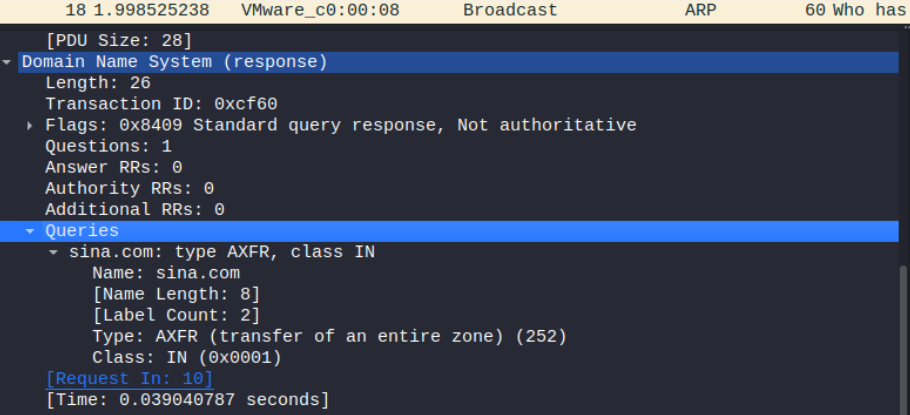 18 1.998525238 VMware_c0:00:08 Broadcast ARP 60 Who has
[PDU Size: 28]
Domain Name System (response)
Length: 26
Transaction ID: 0xcf60
Flags: 0x8409 Standard query response, Not authoritative
Questions: 1
Answer RRs: 0
Authority RRs: 0
Additional RRs: 0
Queries
sina.com: type AXFR, class IN
Name: sina.com
[Name Length: 8]
[Label Count: 2]
Type: AXFR (transfer of an entire zone) (252)
Class: IN (0x0001)
[Request In: 10]
[Time: 0.039040787 seconds]